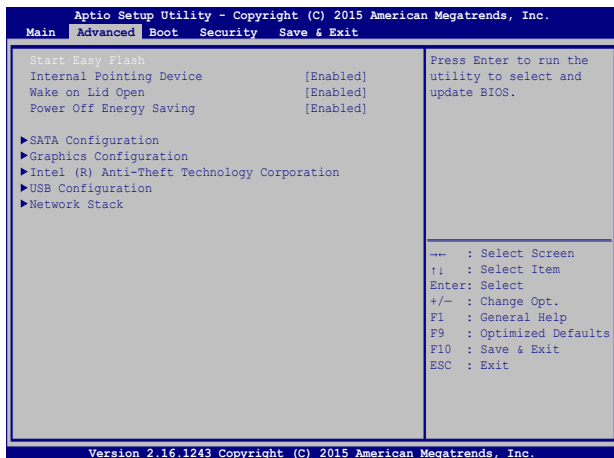 Aptio Setup Utility - Copyright (C) 2015 American Megatrends, Inc.
Main Advanced Boot Security Save & Exit
Start Easy Flash
Internal Pointing Device [Enabled]
Wake on Lid Open [Enabled]
Power Off Energy Saving [Enabled]
▶SATA Configuration
▶Graphics Configuration
▶Intel (R) Anti-Theft Technology Corporation
▶USB Configuration
▶Network Stack
Press Enter to run the
utility to select and
update BIOS.
→← : Select Screen
↑↓ : Select Item
Enter: Select
+/— : Change Opt.
F1 : General Help
F9 : Optimized Defaults
F10 : Save & Exit
ESC : Exit
Version 2.16.1243 Copyright (C) 2015 American Megatrends, Inc.